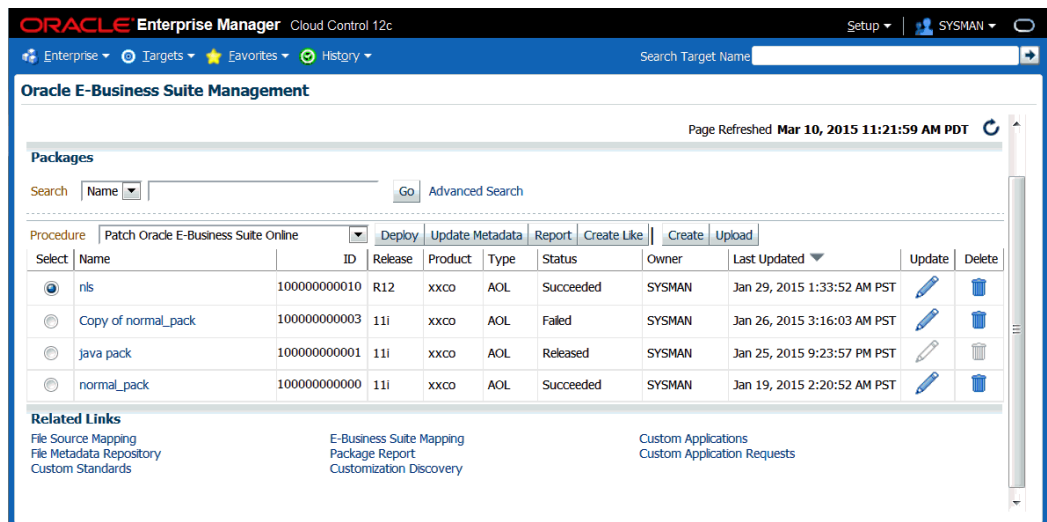 ORACLE Enterprise Manager Cloud Control 12c Setup SYSMAN
Enterprise Targets Favorites History Search Target Name
Oracle E-Business Suite Management
Page Refreshed Mar 10, 2015 11:21:59 AM PDT
Packages
Search Name Go Advanced Search
Procedure Patch Oracle E-Business Suite Online Deploy Update Metadata Report Create Like Create Upload
Select Name ID Release Product Type Status Owner Last Updated Update Delete
nls 100000000010 R12 xxco AOL Succeeded SYSMAN Jan 29, 2015 1:33:52 AM PST
Copy of normal_pack 100000000003 11i xxco AOL Failed SYSMAN Jan 26, 2015 3:16:03 AM PST
java pack 100000000001 11i xxco AOL Released SYSMAN Jan 25, 2015 9:23:57 PM PST
normal_pack 100000000000 11i xxco AOL Succeeded SYSMAN Jan 19, 2015 2:20:52 AM PST
Related Links
File Source Mapping E-Business Suite Mapping Custom Applications
File Metadata Repository Package Report Custom Application Requests
Custom Standards Customization Discovery